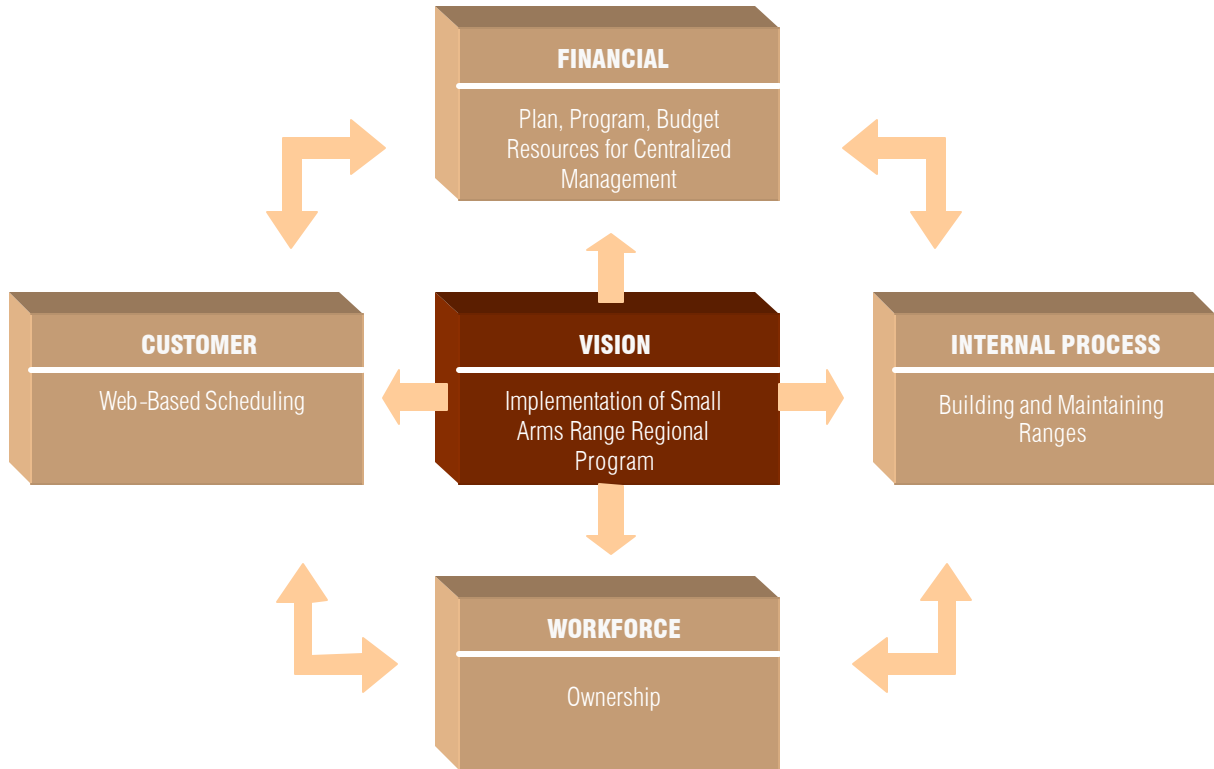 FINANCIAL
Plan, Program, Budget
Resources for Centralized
Management
CUSTOMER
Web-Based Scheduling
VISION
Implementation of Small
Arms Range Regional
Program
INTERNAL PROCESS
Building and Maintaining
Ranges
WORKFORCE
Ownership